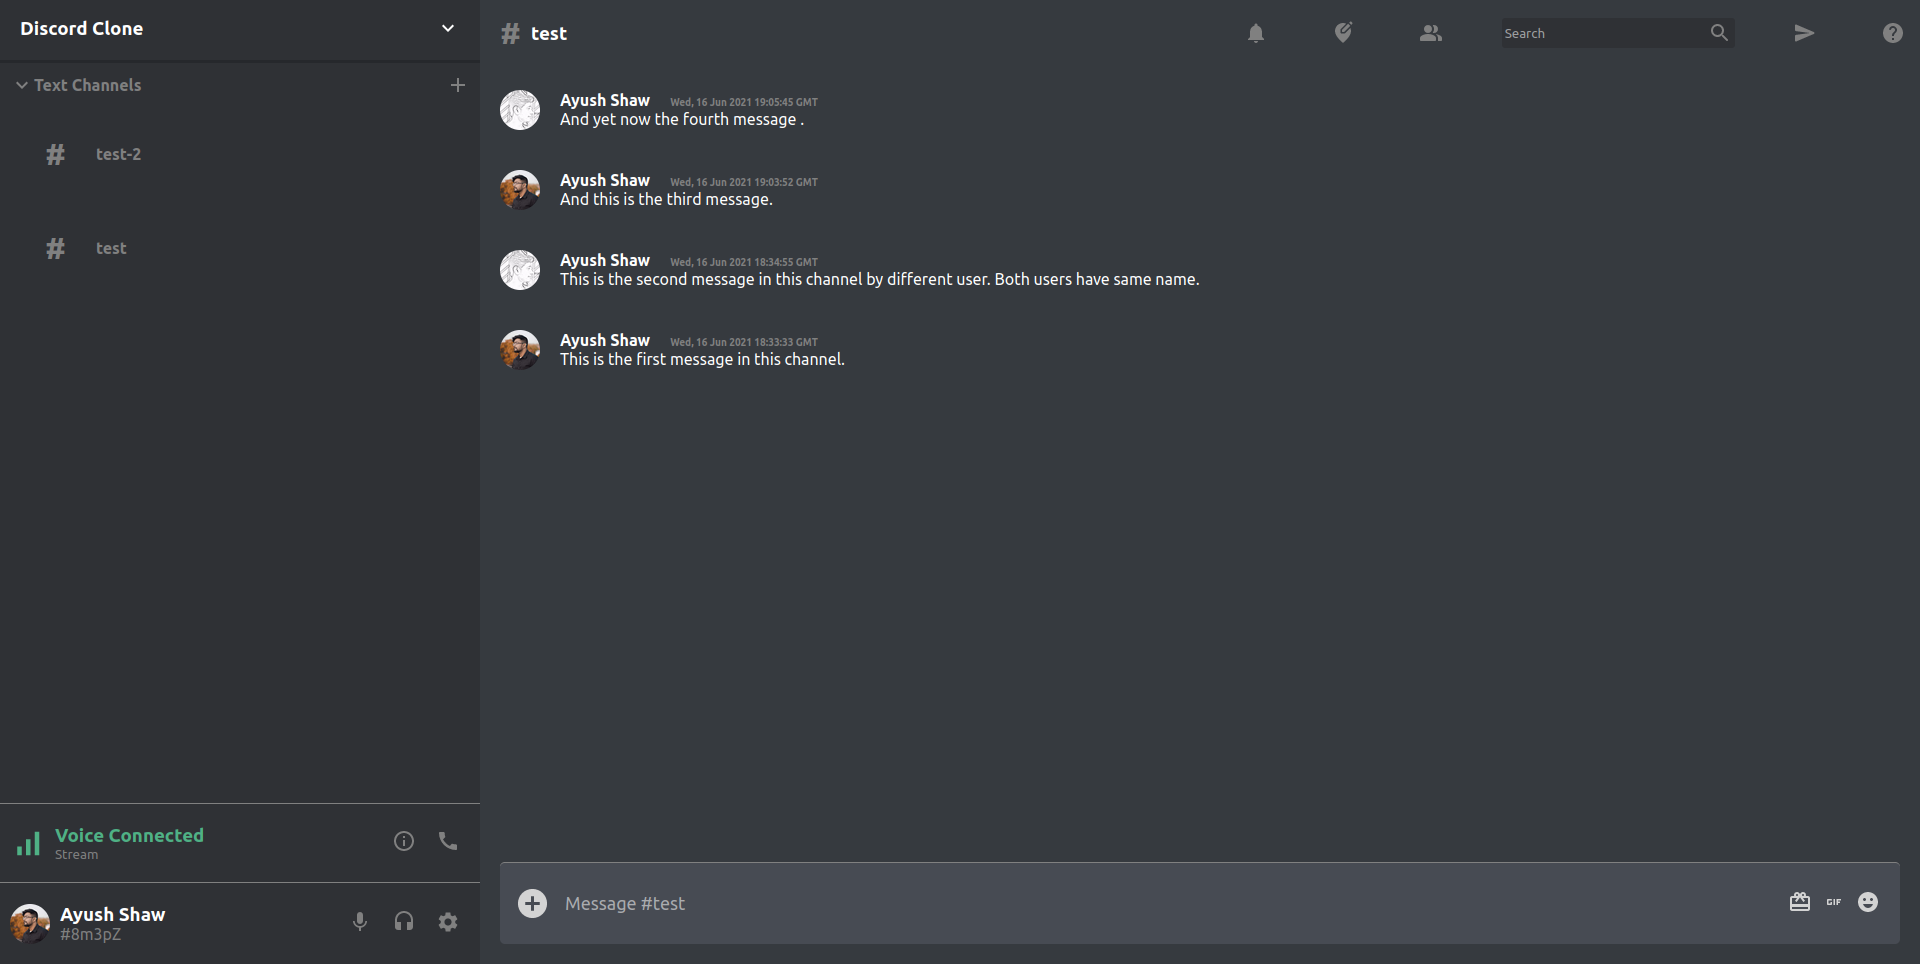 Discord Clone
Text Channels
# test-2
# test
Voice Connected
Stream
Ayush Shaw
#8m3pZ
# test
Search
Ayush Shaw Wed, 16 Jun 2021 19:05:45 GMT
And yet now the fourth message .
Ayush Shaw Wed, 16 Jun 2021 19:03:52 GMT
And this is the third message.
Ayush Shaw Wed, 16 Jun 2021 18:34:55 GMT
This is the second message in this channel by different user. Both users have same name.
Ayush Shaw Wed, 16 Jun 2021 18:33:33 GMT
This is the first message in this channel.
Message #test
GIF